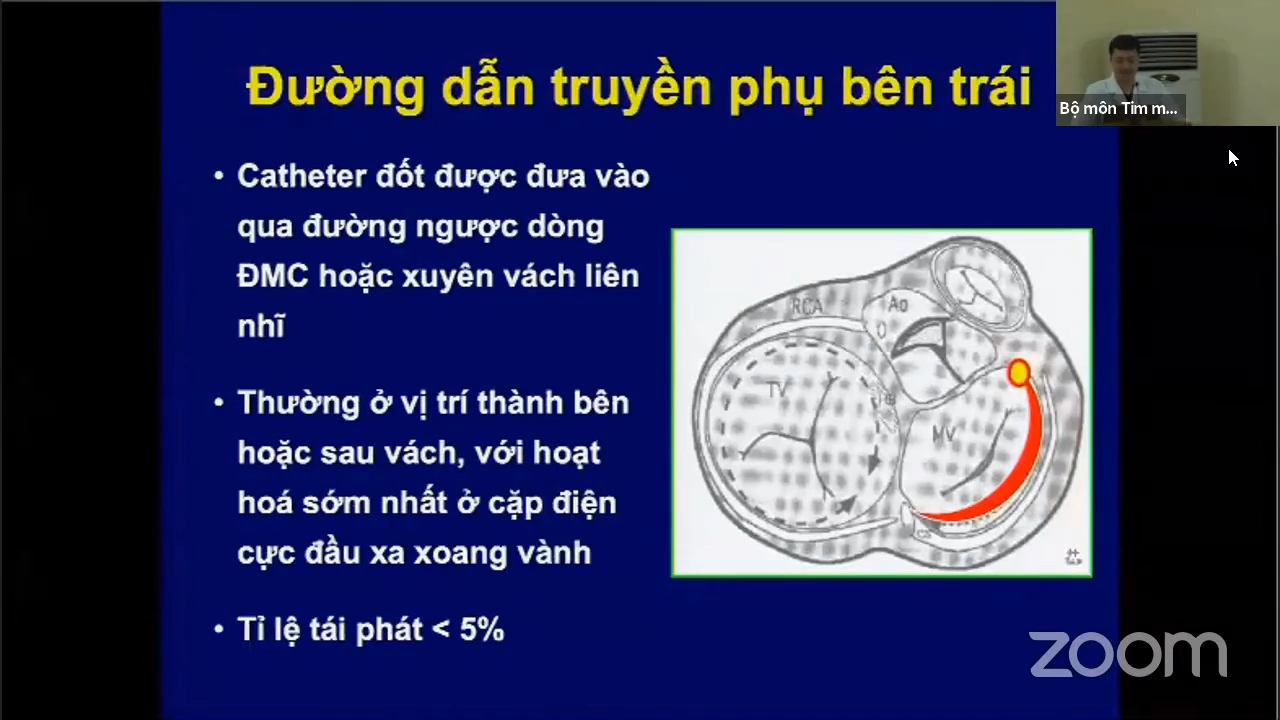 Đường dẫn truyền phụ bên trái
Bộ môn Tim m...
• Catheter đốt được đưa vào
qua đường ngược dòng
ĐMC hoặc xuyên vách liên
nhĩ
• Thường ở vị trí thành bên
hoặc sau vách, với hoạt
hoá sớm nhất ở cặp điện
cực đầu xa xoang vành
• Tỉ lệ tái phát < 5%
RCA
Ao
TV
HB
MV
CS
zoom